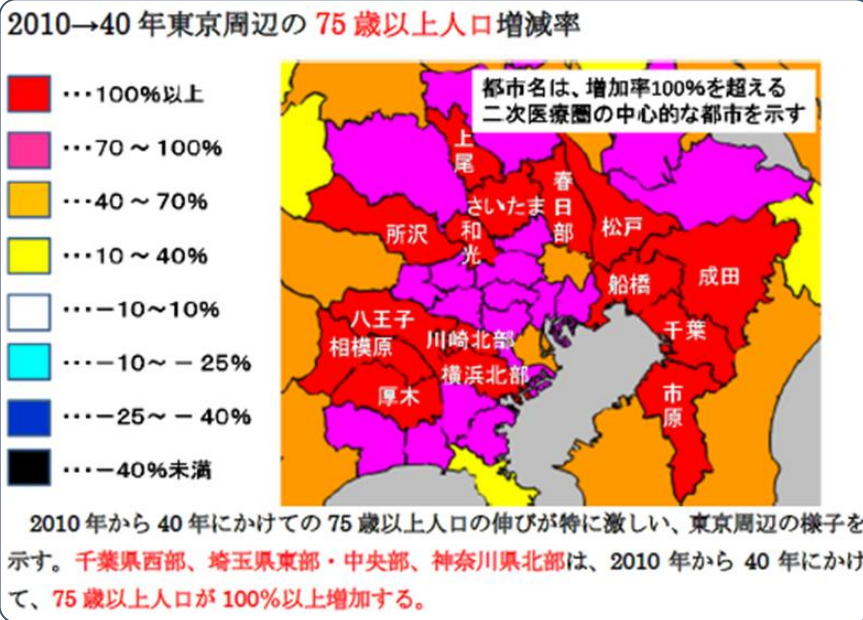 2010→40 年東京周辺の 75 歳以上人口増減率
･･･100%以上
･･･70 ～ 100%
･･･40 ～ 70%
･･･10 ～ 40%
･･･－10～10%
･･･－10～－25%
･･･－25～－40%
･･･－40%未満
都市名は、増加率100%を超える
二次医療圏の中心的な都市を示す
上尾
さいたま
春日部
所沢
和光
松戸
船橋
成田
八王子
相模原
川崎北部
千葉
横浜北部
厚木
市原
2010 年から 40 年にかけての 75 歳以上人口の伸びが特に激しい、東京周辺の様子を
示す。千葉県西部、埼玉県東部・中央部、神奈川県北部は、2010 年から 40 年にかけ
て、75 歳以上人口が 100%以上増加する。